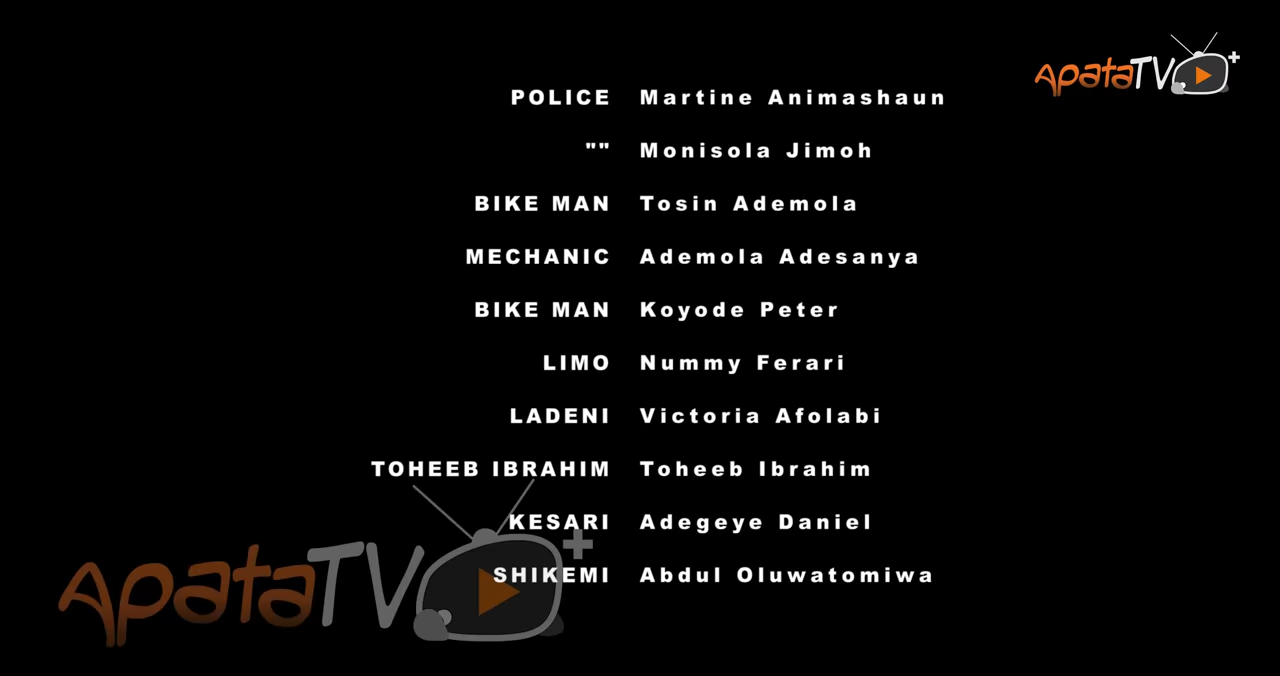 ApataTV+
POLICE Martine Animashaun
"" Monisola Jimoh
BIKE MAN Tosin Ademola
MECHANIC Ademola Adesanya
BIKE MAN Koyode Peter
LIMO Nummy Ferari
LADENI Victoria Afolabi
TOHEEB IBRAHIM Toheeb Ibrahim
KESARI Adegeye Daniel
SHIKEMI Abdul Oluwatomiwa
ApataTV+